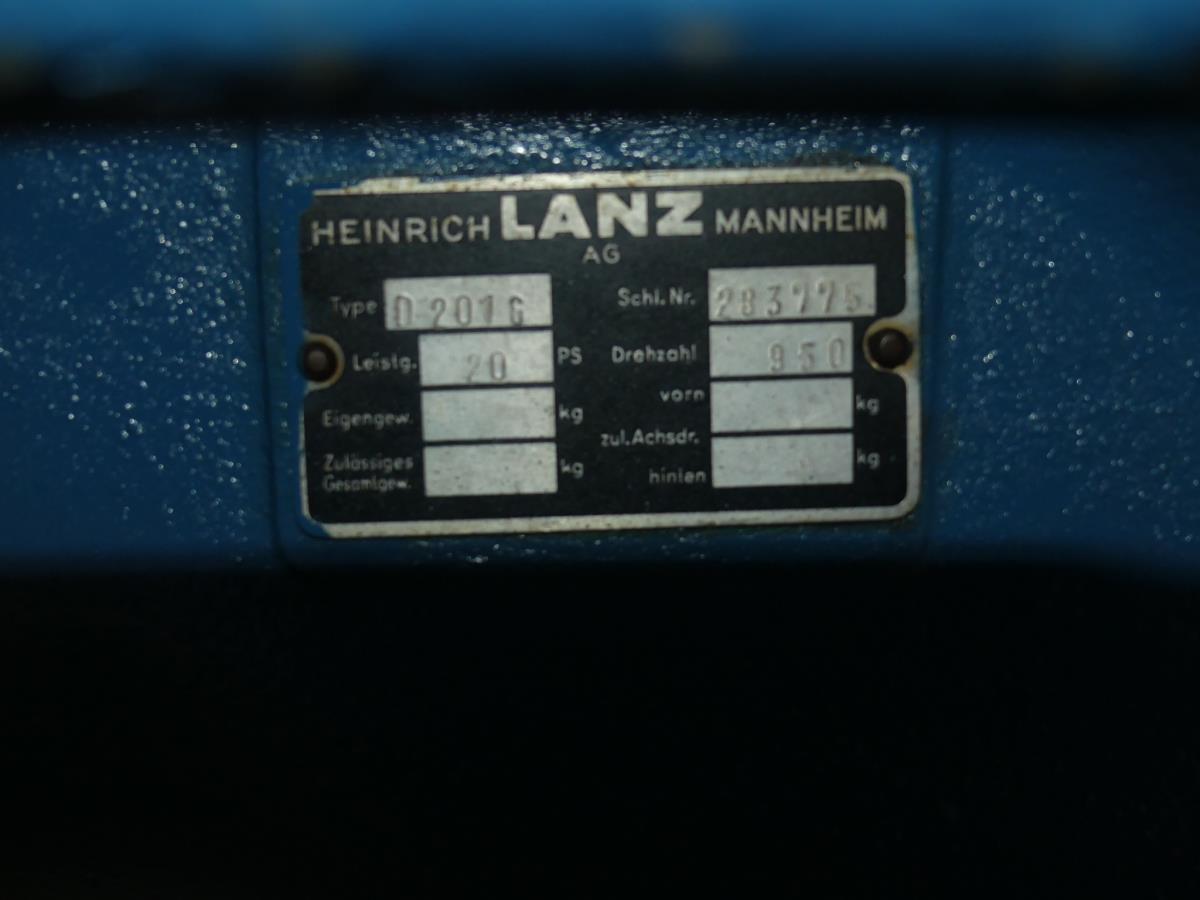 HEINRICH LANZ MANNHEIM
AG
Type D 2016 Schl.Nr. 283775
Leistg. 20 PS Drehzahl 950
Eigengew. kg vorn kg
zul.Achsdr.
Zulässiges Gesamtgew. kg hinten kg